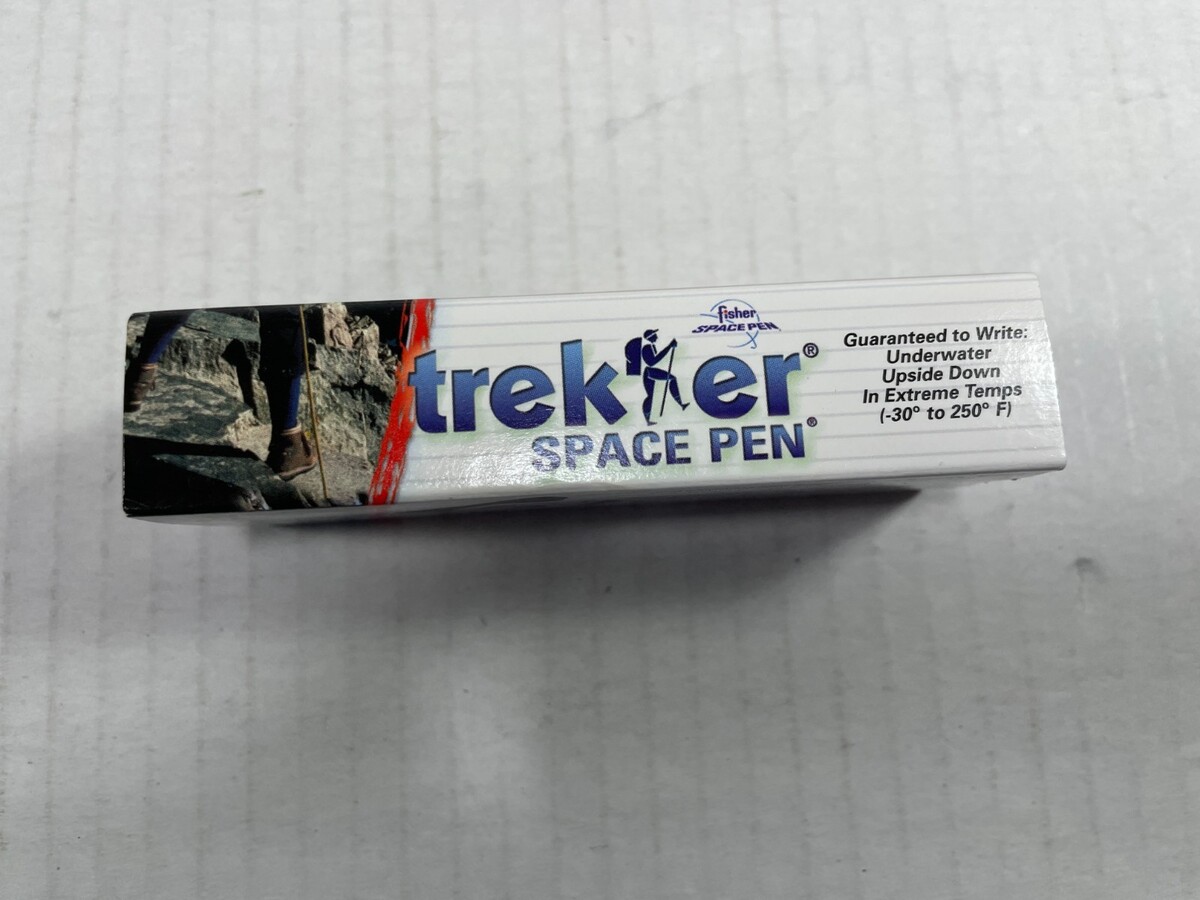 fisher
SPACE PEN
trekker®
SPACE PEN®
Guaranteed to Write:
Underwater
Upside Down
In Extreme Temps
(-30° to 250° F)